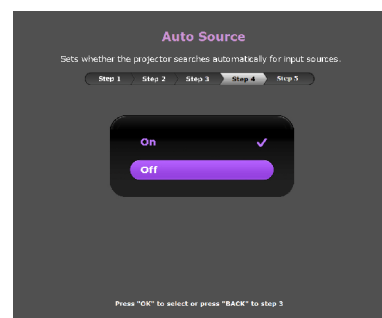 Auto Source
Sets whether the projector searches automatically for input sources.
Step 1 Step 2 Step 3 Step 4 Step 5
On
Off
Press "OK" to select or press "BACK" to step 3